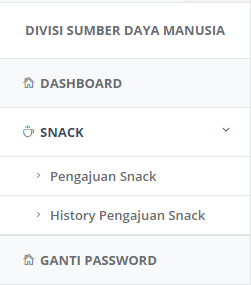 DIVISI SUMBER DAYA MANUSIA
DASHBOARD
SNACK
Pengajuan Snack
History Pengajuan Snack
GANTI PASSWORD